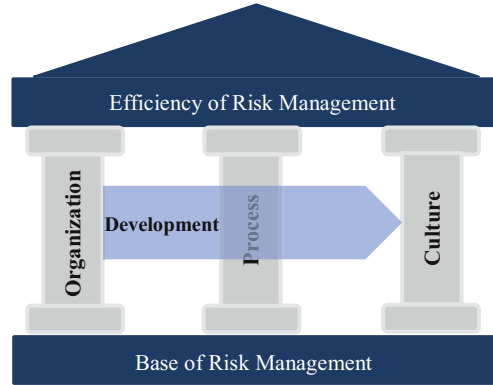 Efficiency of Risk Management
Organization
Development
Process
Culture
Base of Risk Management